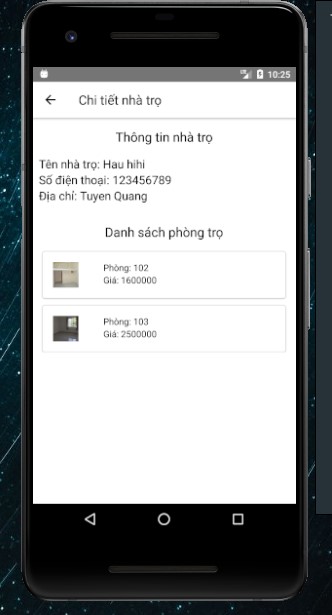 10:25
Chi tiết nhà trọ
Thông tin nhà trọ
Tên nhà trọ: Hau hihi
Số điện thoại: 123456789
Địa chỉ: Tuyen Quang
Danh sách phòng trọ
Phòng: 102
Giá: 1600000
Phòng: 103
Giá: 2500000